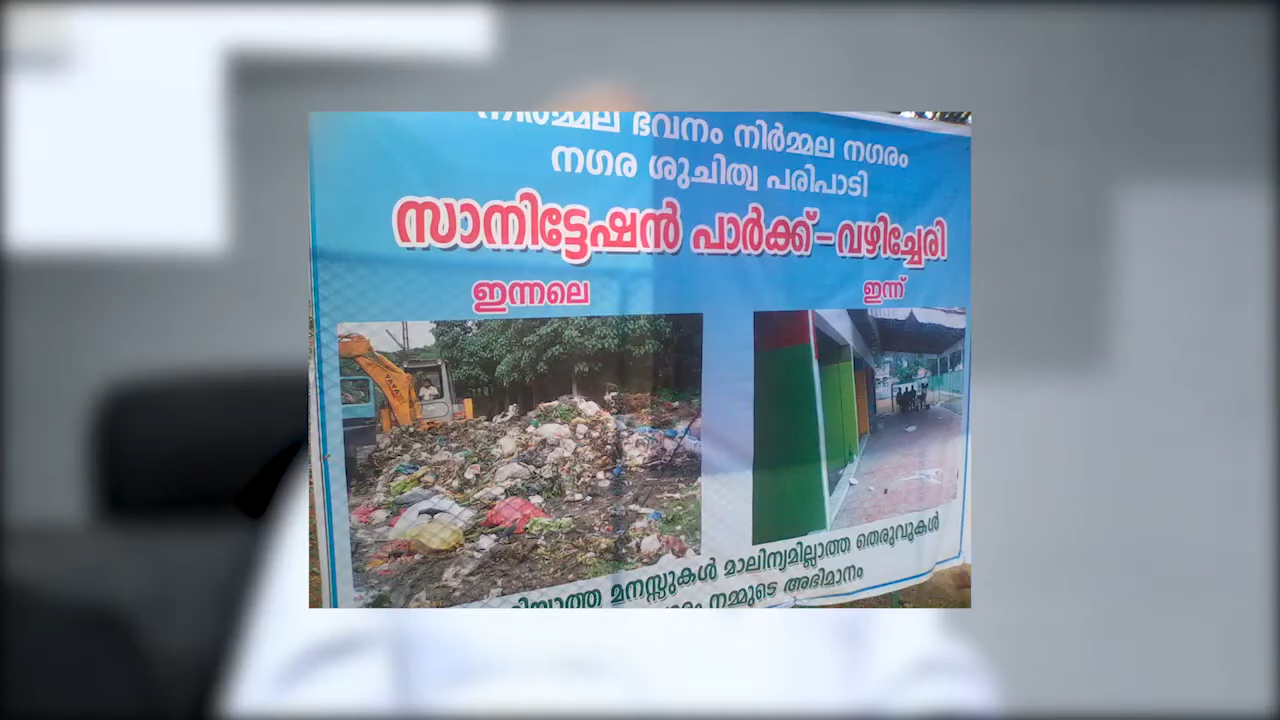 നിർമ്മല ഭവനം നിർമ്മല നഗരം
നഗര ശുചിത്വ പരിപാടി
സാനിട്ടേഷൻ പാർക്ക്-വഴിച്ചേരി
ഇന്നലെ
ഇന്ന്
TATA
മനസ്സുകൾ മാലിന്യമില്ലാത്ത തെരുവുകൾ
നമ്മുടെ അഭിമാനം